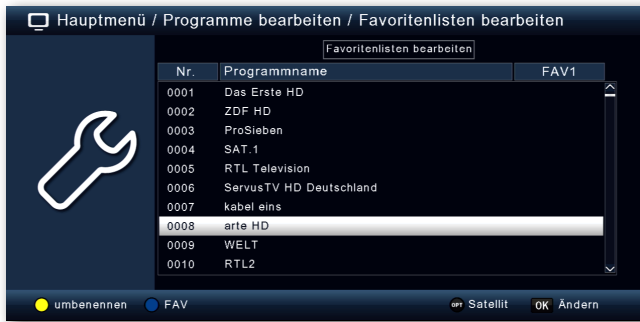 Hauptmenü / Programme bearbeiten / Favoritenlisten bearbeiten
Favoritenlisten bearbeiten
Nr. Programmname FAV1
0001 Das Erste HD
0002 ZDF HD
0003 ProSieben
0004 SAT.1
0005 RTL Television
0006 ServusTV HD Deutschland
0007 kabel eins
0008 arte HD
0009 WELT
0010 RTL2
umbenennen FAV OPT Satellit OK Ändern